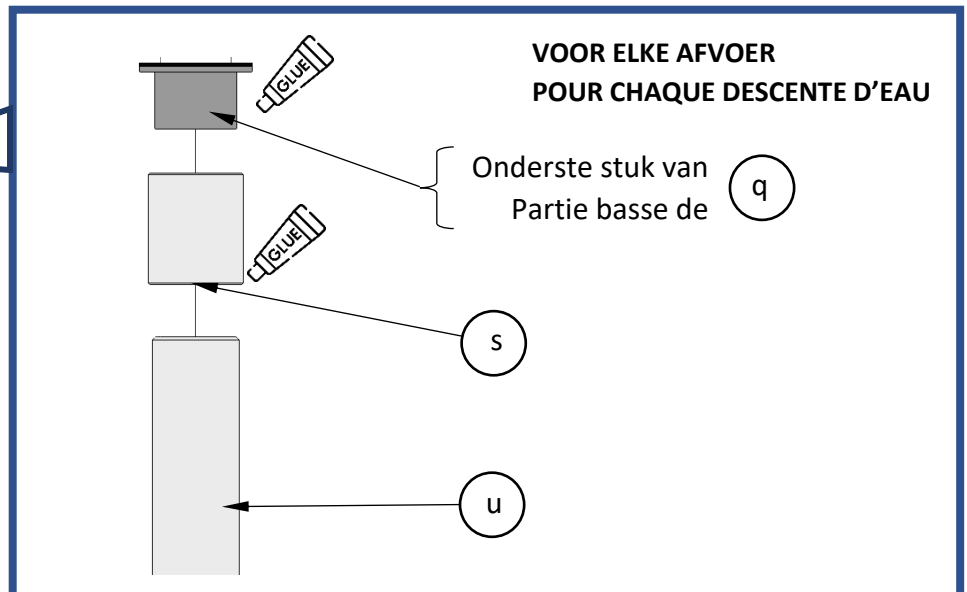 VOOR ELKE AFVOER
POUR CHAQUE DESCENTE D'EAU
GLUE
Onderste stuk van
Partie basse de
q
GLUE
s
u